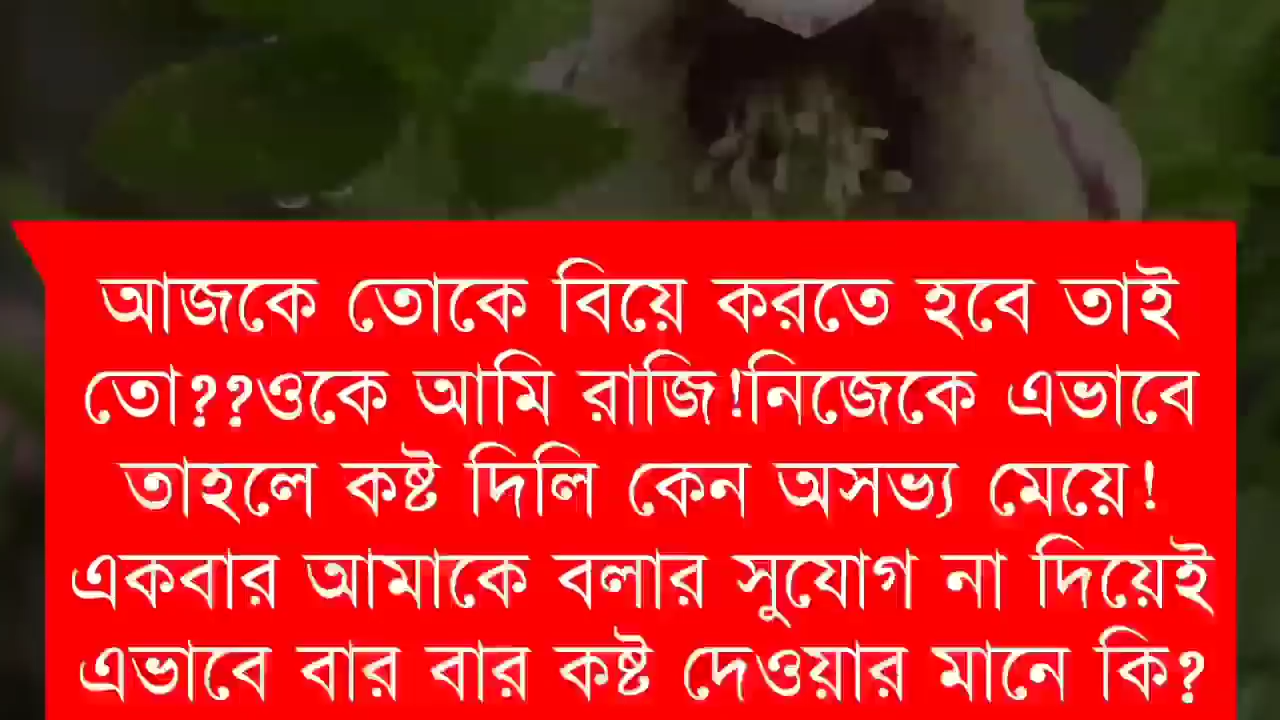 আজকে তোকে বিয়ে করতে হবে তাই
তো??ওকে আমি রাজি!নিজেকে এভাবে
তাহলে কষ্ট দিলি কেন অসভ্য মেয়ে!
একবার আমাকে বলার সুযোগ না দিয়েই
এভাবে বার বার কষ্ট দেওয়ার মানে কি?